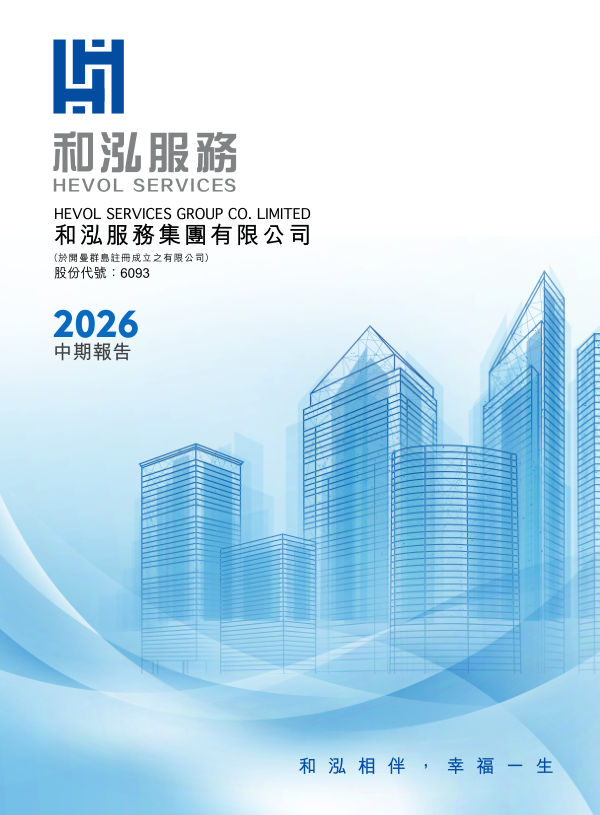 和泓服務
HEVOL SERVICES
HEVOL SERVICES GROUP CO. LIMITED
和泓服務集團有限公司
(於開曼群島註冊成立之有限公司)
股份代號：6093
2026
中期報告
和泓相伴，幸福一生